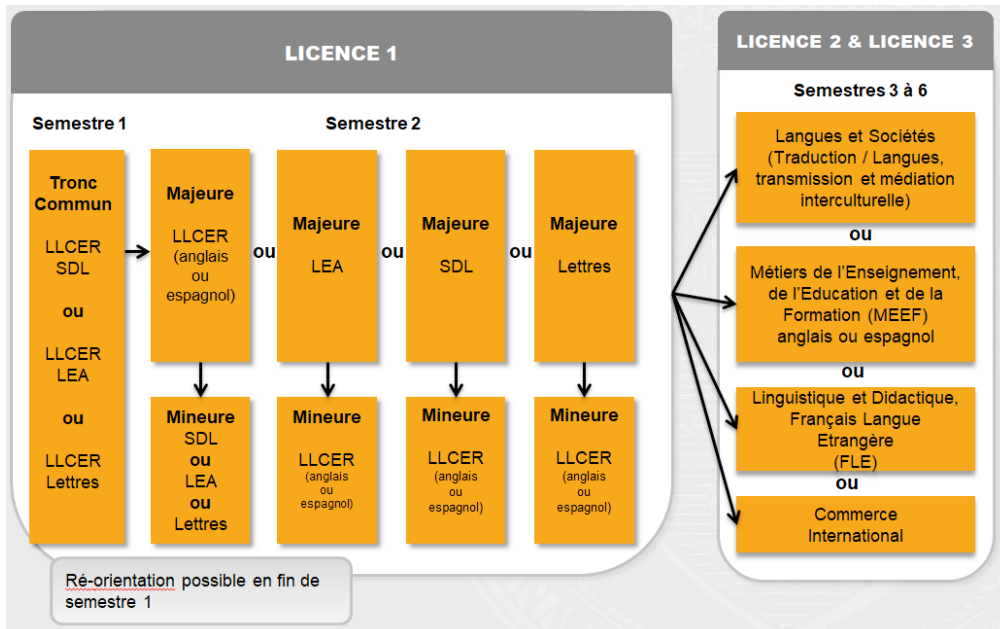 LICENCE 1
Semestre 1
Semestre 2
Tronc
Commun
LLCER
SDL
ou
LLCER
LEA
ou
LLCER
Lettres
Majeure
LLCER
(anglais
ou
espagnol)
ou
Majeure
LEA
ou
Majeure
SDL
ou
Majeure
Lettres
Mineure
SDL
ou
LEA
ou
Lettres
Mineure
LLCER
(anglais
ou
espagnol)
Mineure
LLCER
(anglais
ou
espagnol)
Mineure
LLCER
(anglais
ou
espagnol)
Ré-orientation possible en fin de
semestre 1
LICENCE 2 & LICENCE 3
Semestres 3 à 6
Langues et Sociétés
(Traduction / Langues,
transmission et médiation
interculturelle)
ou
Métiers de l'Enseignement,
de l'Education et de la
Formation (MEEF)
anglais ou espagnol
ou
Linguistique et Didactique,
Français Langue
Etrangère
(FLE)
ou
Commerce
International